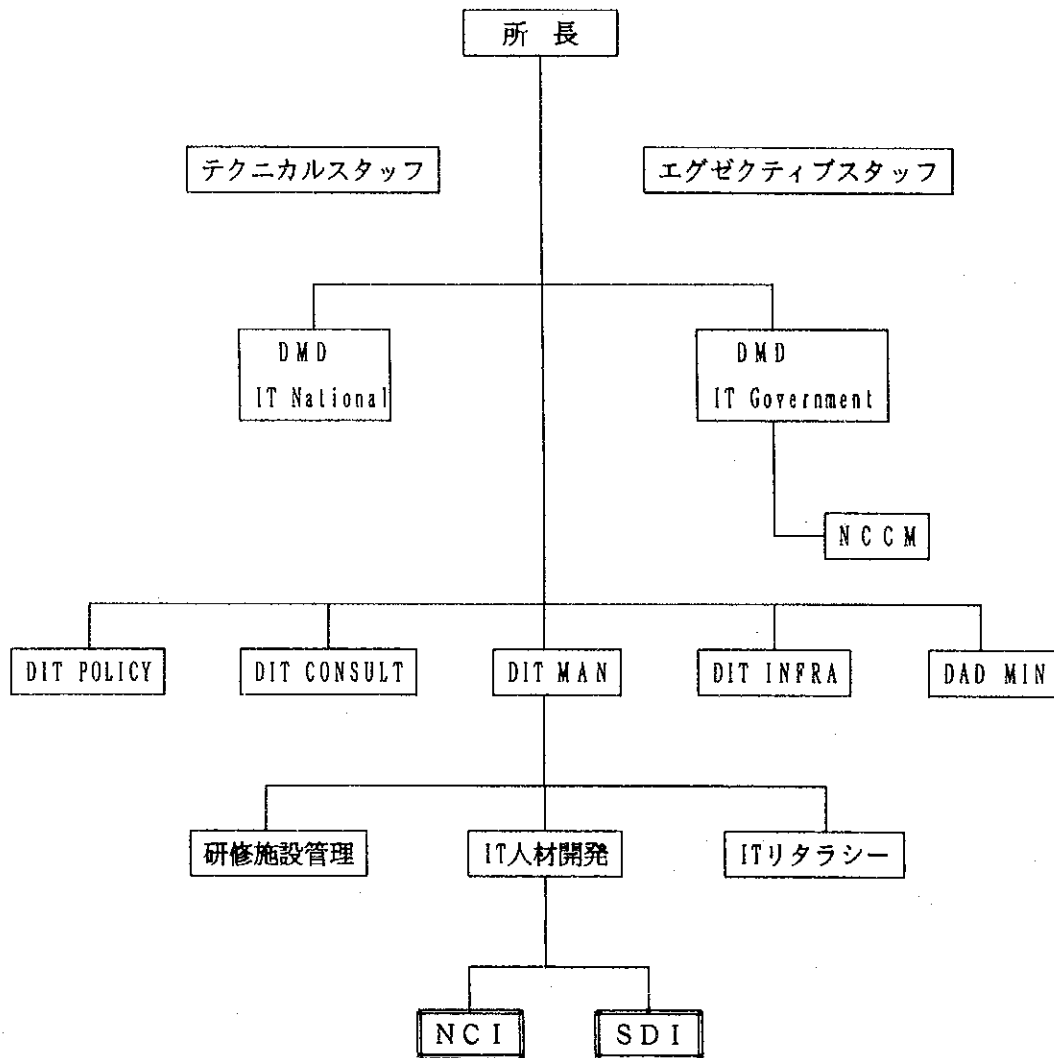 所 長
テクニカルスタッフ
エグゼクティブスタッフ
DMD
IT National
DMD
IT Government
NCCM
DIT POLICY
DIT CONSULT
DIT MAN
DIT INFRA
DAD MIN
研修施設管理
IT人材開発
ITリタラシー
NCI
SDI